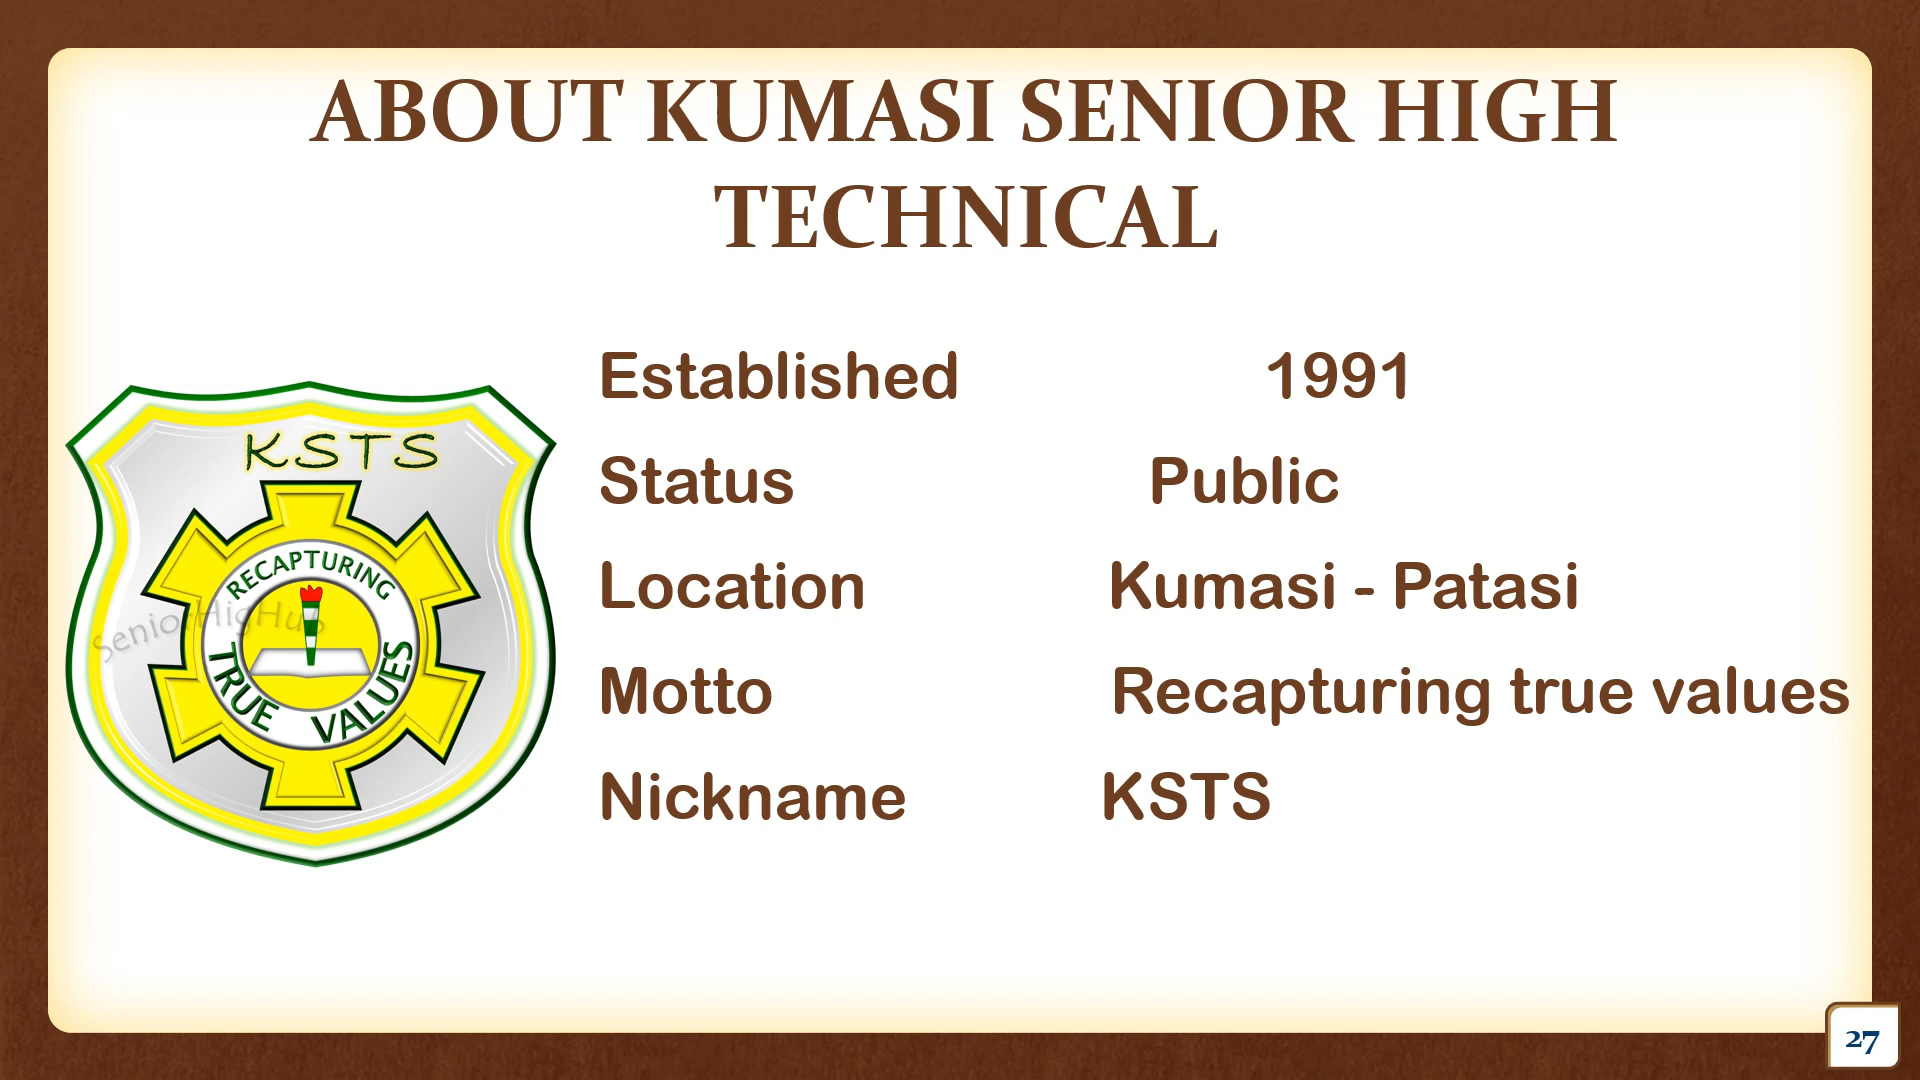 ABOUT KUMASI SENIOR HIGH
TECHNICAL
Established 1991
Status Public
Location Kumasi - Patasi
Motto Recapturing true values
Nickname KSTS
KSTS
RECAPTURING
TRUE VALUES
SeniorHigHub
27